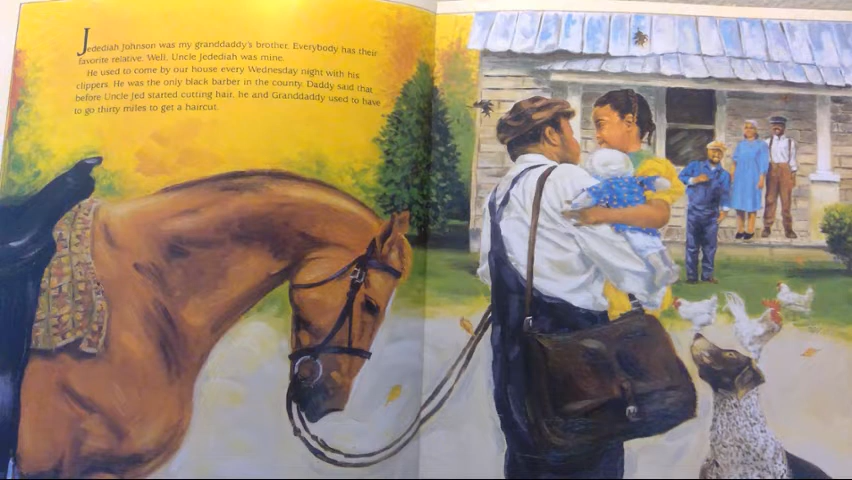 Jedediah Johnson was my granddaddy's brother. Everybody has their
favorite relative. Well, Uncle Jedediah was mine.
He used to come by our house every Wednesday night with his
clippers. He was the only black barber in the county. Daddy said that
before Uncle Jed started cutting hair, he and Granddaddy used to have
to go thirty miles to get a haircut.